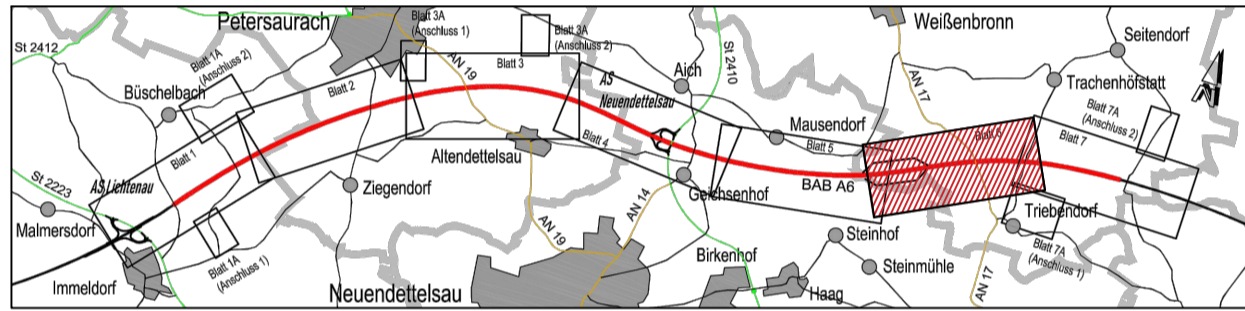 Petersaurach
Blatt 3A
(Anschluss 1)
Blatt 3A
(Anschluss 2)
Weißenbronn
St 2412
Blatt 1A
(Anschluss 2)
AN 19
Blatt 3
St 2410
Seitendorf
Büschelbach
Blatt 2
AS
Neuendettelsau
Aich
AN 17
Trachenhöfstatt
Blatt 7A
(Anschluss 2)
Blatt 1
Altendettelsau
Blatt 4
Mausendorf
Blatt 5
Blatt 6
Blatt 7
St 2223
AS Lichtenau
Ziegendorf
Geichsenhof
BAB A6
Malmersdorf
AN 14
Triebendorf
Blatt 1A
(Anschluss 1)
AN 19
Birkenhof
Steinhof
Blatt 7A
(Anschluss 1)
Immeldorf
Neuendettelsau
Haag
Steinmühle
AN 17